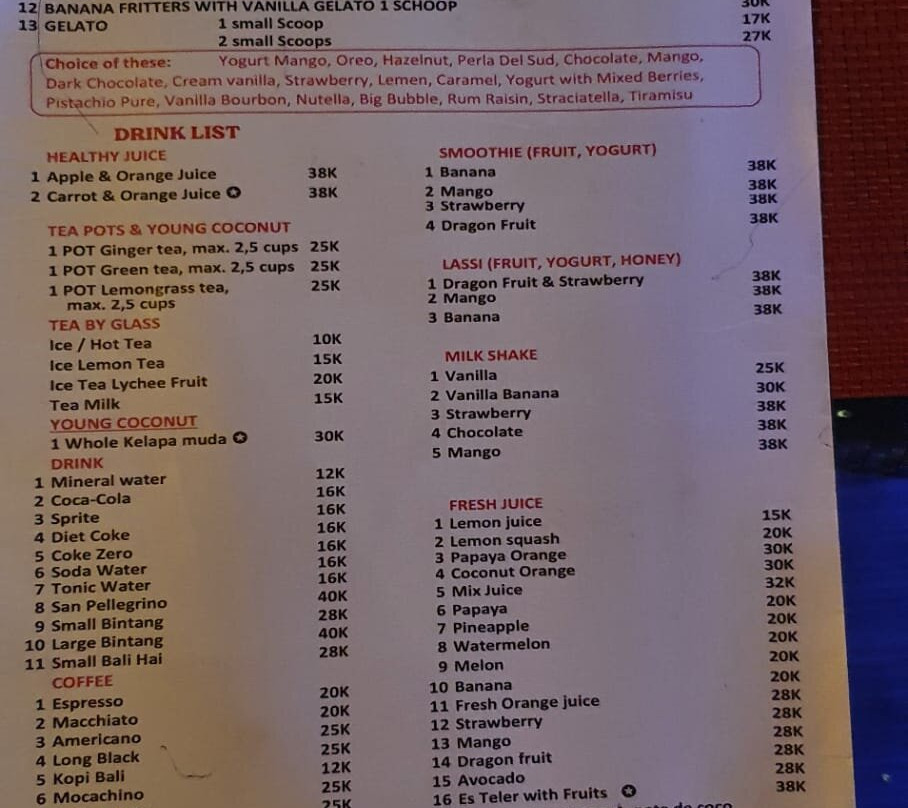 12 BANANA FRITTERS WITH VANILLA GELATO 1 SCHOOP 30K
13 GELATO 1 small Scoop 17K
2 small Scoops 27K
Choice of these: Yogurt Mango, Oreo, Hazelnut, Perla Del Sud, Chocolate, Mango,
Dark Chocolate, Cream vanilla, Strawberry, Lemen, Caramel, Yogurt with Mixed Berries,
Pistachio Pure, Vanilla Bourbon, Nutella, Big Bubble, Rum Raisin, Straciatella, Tiramisu
DRINK LIST
HEALTHY JUICE
1 Apple & Orange Juice 38K
2 Carrot & Orange Juice ✪ 38K
TEA POTS & YOUNG COCONUT
1 POT Ginger tea, max. 2,5 cups 25K
1 POT Green tea, max. 2,5 cups 25K
1 POT Lemongrass tea, 25K
max. 2,5 cups
TEA BY GLASS
Ice / Hot Tea 10K
Ice Lemon Tea 15K
Ice Tea Lychee Fruit 20K
Tea Milk 15K
YOUNG COCONUT
1 Whole Kelapa muda ✪ 30K
DRINK
1 Mineral water 12K
2 Coca-Cola 16K
3 Sprite 16K
4 Diet Coke 16K
5 Coke Zero 16K
6 Soda Water 16K
7 Tonic Water 16K
8 San Pellegrino 40K
9 Small Bintang 28K
10 Large Bintang 40K
11 Small Bali Hai 28K
COFFEE
1 Espresso 20K
2 Macchiato 20K
3 Americano 25K
4 Long Black 25K
5 Kopi Bali 12K
6 Mocachino 25K
25K
SMOOTHIE (FRUIT, YOGURT)
1 Banana 38K
2 Mango 38K
3 Strawberry 38K
4 Dragon Fruit 38K
LASSI (FRUIT, YOGURT, HONEY)
1 Dragon Fruit & Strawberry 38K
2 Mango 38K
3 Banana 38K
MILK SHAKE
1 Vanilla 25K
2 Vanilla Banana 30K
3 Strawberry 38K
4 Chocolate 38K
5 Mango 38K
FRESH JUICE
1 Lemon juice 15K
2 Lemon squash 20K
3 Papaya Orange 30K
4 Coconut Orange 30K
5 Mix Juice 32K
6 Papaya 20K
7 Pineapple 20K
8 Watermelon 20K
9 Melon 20K
10 Banana 20K
11 Fresh Orange juice 28K
12 Strawberry 28K
13 Mango 28K
14 Dragon fruit 28K
15 Avocado 28K
16 Es Teler with Fruits ✪ 38K